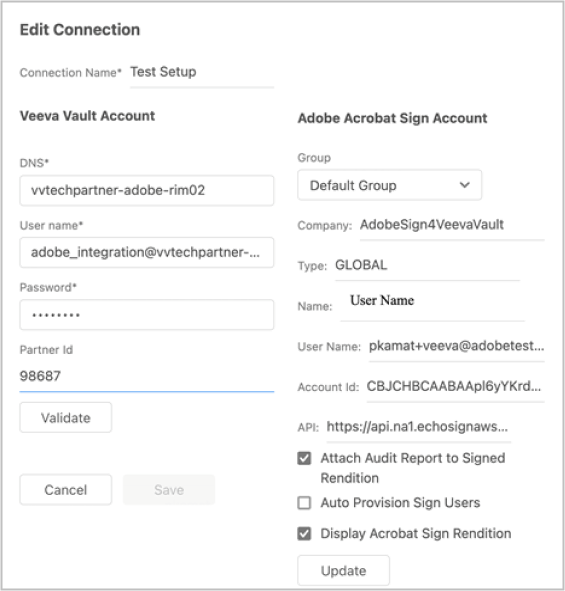 Edit Connection
Connection Name* Test Setup
Veeva Vault Account
DNS*
vvtechpartner-adobe-rim02
User name*
adobe_integration@vvtechpartner-...
Password*
••••••••
Partner Id
98687
Validate
Cancel
Save
Adobe Acrobat Sign Account
Group
Default Group
Company: AdobeSign4VeevaVault
Type: GLOBAL
Name: User Name
User Name: pkamat+veeva@adobetest...
Account Id: CBJCHBCAABAApl6yYKrd...
API: https://api.na1.echosignaws...
Attach Audit Report to Signed
Rendition
Auto Provision Sign Users
Display Acrobat Sign Rendition
Update